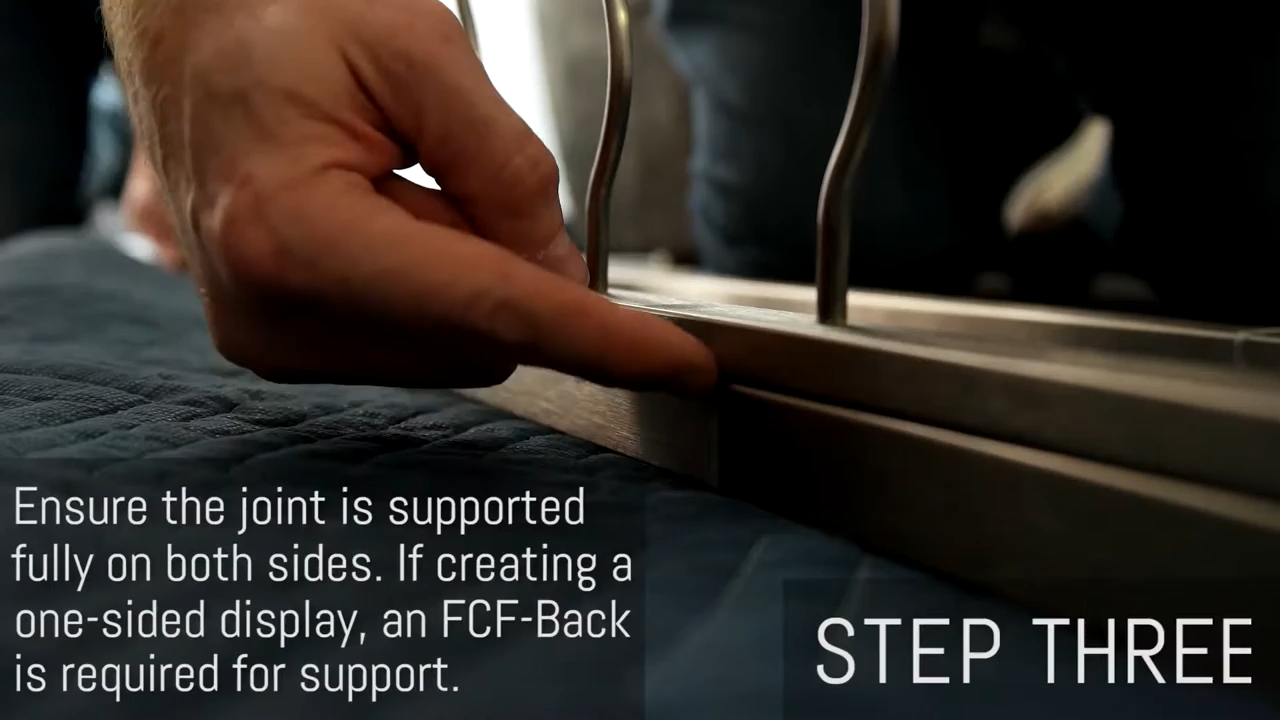 Ensure the joint is supported
fully on both sides. If creating a
one-sided display, an FCF-Back
is required for support.
STEP THREE